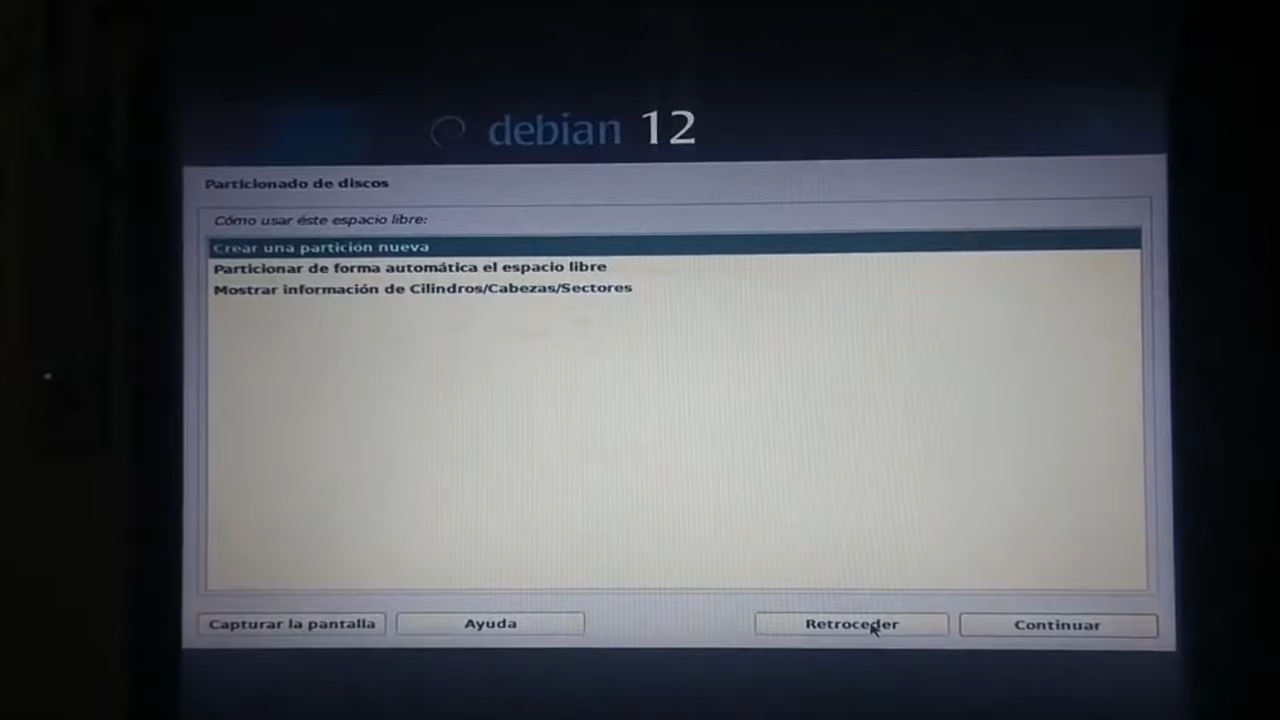 debian 12
Particionado de discos
Cómo usar éste espacio libre:
Crear una partición nueva
Particionar de forma automática el espacio libre
Mostrar información de Cilindros/Cabezas/Sectores
Capturar la pantalla
Ayuda
Retroceder
Continuar